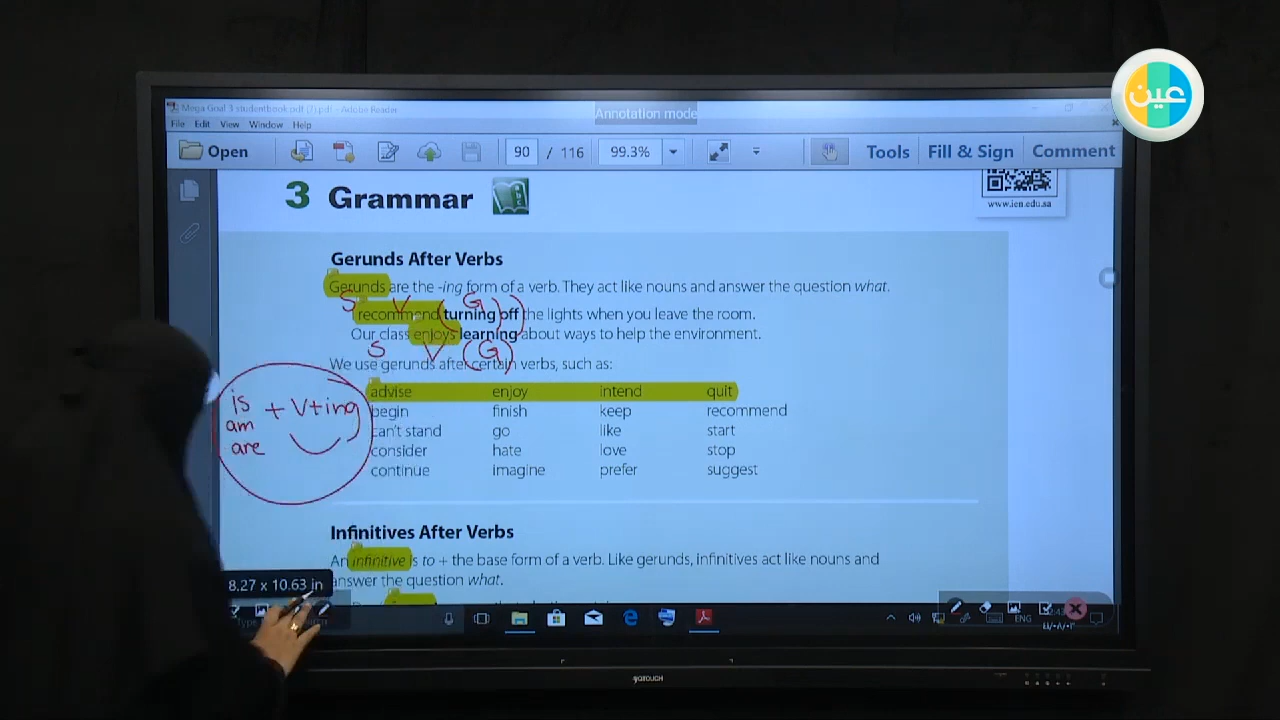 عين
Mega Goal 3 studentbook.pdf (7).pdf - Adobe Reader
Annotation mode
File Edit View Window Help
Open 90 / 116 99.3% Tools Fill & Sign Comment
3 Grammar
www.ien.edu.sa
Gerunds After Verbs
Gerunds are the -ing form of a verb. They act like nouns and answer the question what.
S V (G)
recommend turning off the lights when you leave the room.
Our class enjoys learning about ways to help the environment.
S V (G)
We use gerunds after certain verbs, such as:
advise enjoy intend quit
begin finish keep recommend
can't stand go like start
consider hate love stop
continue imagine prefer suggest
is
am
are
+ V+ing
Infinitives After Verbs
An infinitive is to + the base form of a verb. Like gerunds, infinitives act like nouns and
answer the question what.
8.27 x 10.63 in
Type
ENG